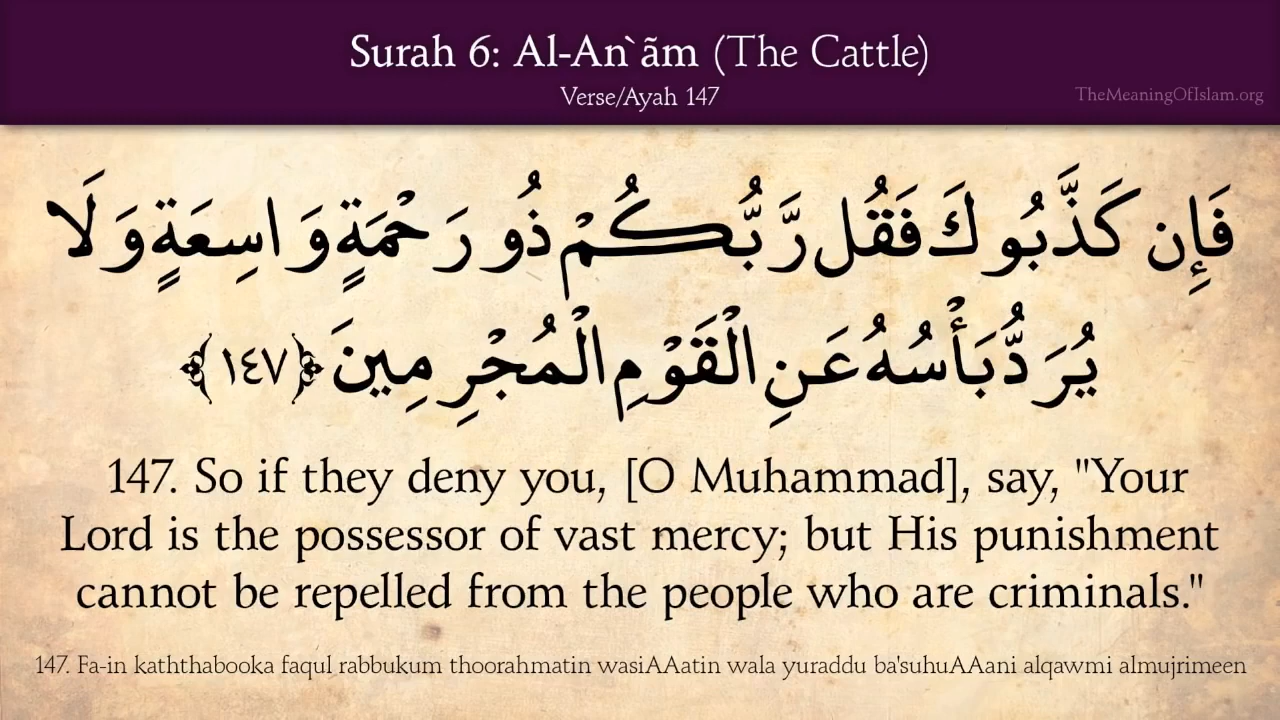 Surah 6: Al-An`ãm (The Cattle)
Verse/Ayah 147
TheMeaningOfIslam.org
فَإِن كَذَّبُوكَ فَقُل رَّبُّكُمْ ذُو رَحْمَةٍ وَاسِعَةٍ وَلَا
يُرَدُّ بَأْسُهُ عَنِ الْقَوْمِ الْمُجْرِمِينَ ﴿١٤٧﴾
147. So if they deny you, [O Muhammad], say, "Your
Lord is the possessor of vast mercy; but His punishment
cannot be repelled from the people who are criminals."
147. Fa-in kaththabooka faqul rabbukum thoorahmatin wasiAAatin wala yuraddu ba'suhuAAani alqawmi almujrimeen